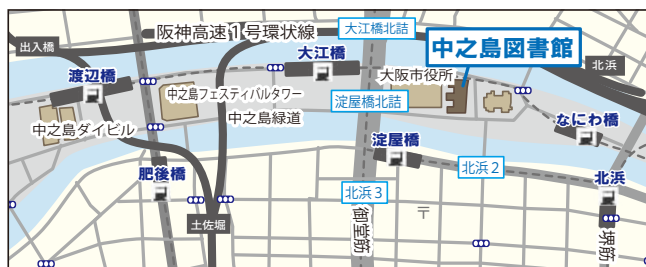 阪神高速1号環状線
大江橋北詰
出入橋
大江橋
中之島図書館
北浜
渡辺橋
大阪市役所
中之島フェスティバルタワー
淀屋橋北詰
中之島ダイビル
中之島緑道
なにわ橋
淀屋橋
肥後橋
北浜2
北浜3
北浜
土佐堀
〒
御堂筋
堺筋